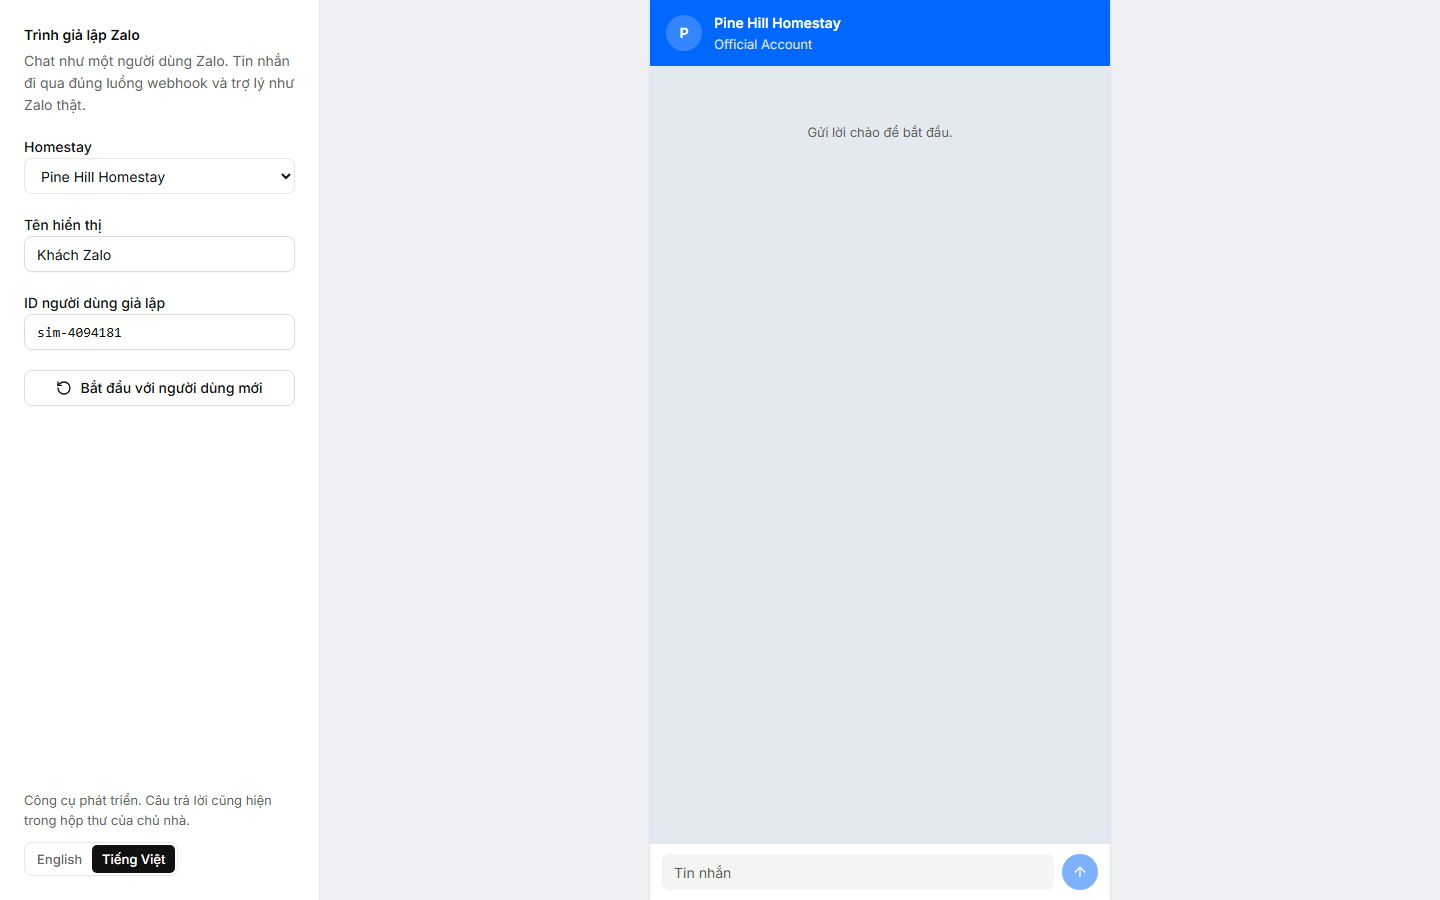 Trình giả lập Zalo
Chat như một người dùng Zalo. Tin nhắn
đi qua đúng luồng webhook và trợ lý như
Zalo thật.
Homestay
Pine Hill Homestay
Tên hiển thị
Khách Zalo
ID người dùng giả lập
sim-4094181
Bắt đầu với người dùng mới
Công cụ phát triển. Câu trả lời cũng hiện
trong hộp thư của chủ nhà.
English
Tiếng Việt
P
Pine Hill Homestay
Official Account
Gửi lời chào để bắt đầu.
Tin nhắn